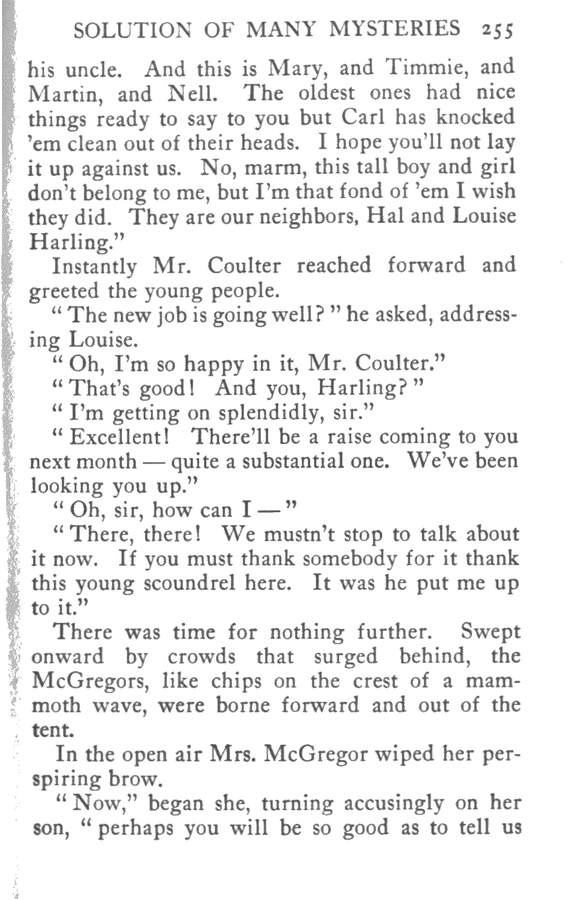 SOLUTION OF MANY MYSTERIES 255
his uncle. And this is Mary, and Timmie, and
Martin, and Nell. The oldest ones had nice
things ready to say to you but Carl has knocked
'em clean out of their heads. I hope you'll not lay
it up against us. No, marm, this tall boy and girl
don't belong to me, but I'm that fond of 'em I wish
they did. They are our neighbors, Hal and Louise
Harling."
Instantly Mr. Coulter reached forward and
greeted the young people.
" The new job is going well? " he asked, address-
ing Louise.
" Oh, I'm so happy in it, Mr. Coulter."
" That's good! And you, Harling? "
" I'm getting on splendidly, sir."
" Excellent! There'll be a raise coming to you
next month — quite a substantial one. We've been
looking you up."
" Oh, sir, how can I — "
" There, there! We mustn't stop to talk about
it now. If you must thank somebody for it thank
this young scoundrel here. It was he put me up
to it."
There was time for nothing further. Swept
onward by crowds that surged behind, the
McGregors, like chips on the crest of a mam-
moth wave, were borne forward and out of the
tent.
In the open air Mrs. McGregor wiped her per-
spiring brow.
" Now," began she, turning accusingly on her
son, " perhaps you will be so good as to tell us